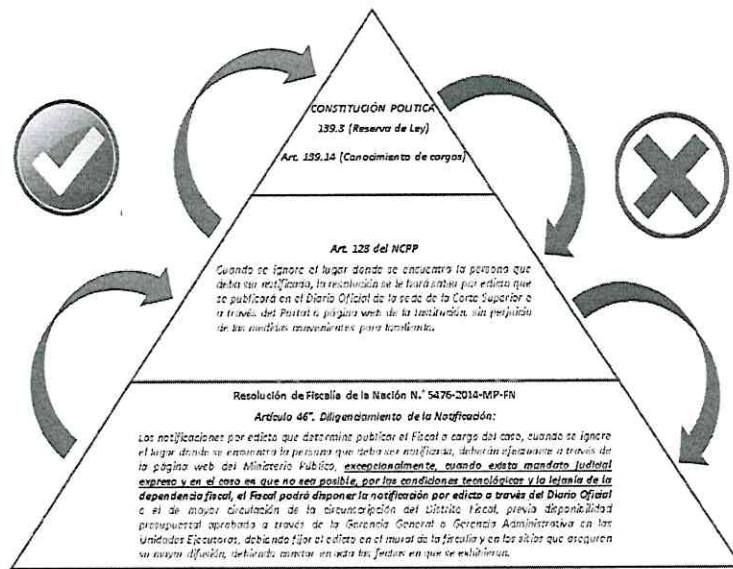 CONSTITUCIÓN POLITICA
139.3 (Reserva de Ley)
Art. 139.14 (Conocimiento de cargos)
Art. 128 del NCPP
Cuando se ignore el lugar donde se encuentra la persona que
deba ser notificada, la resolución se le hará saber por edicto que
se publicará en el Diario Oficial de la sede de la Corte Superior o
a través del Portal o página web de la Institución, sin perjuicio
de las medidas convenientes para localizarla.
Resolución de Fiscalía de la Nación N.° 5476-2014-MP-FN
Artículo 46°. Diligenciamiento de la Notificación:
Las notificaciones por edicto que determine publicar el Fiscal a cargo del caso, cuando se ignore
el lugar donde se encuentra la persona que deba ser notificada, deberán efectuarse a través de
la página web del Ministerio Público, excepcionalmente, cuando exista mandato judicial
expreso y en el caso en que no sea posible, por las condiciones tecnológicas y la lejanía de la
dependencia fiscal, el Fiscal podrá disponer la notificación por edicto a través del Diario Oficial
o el de mayor circulación de la circunscripción del Distrito Fiscal, previa disponibilidad
presupuestal aprobada a través de la Gerencia General o Gerencia Administrativa en las
Unidades Ejecutoras, debiendo fijar el edicto en el mural de la fiscalía y en los sitios que aseguren
su mayor difusión, debiendo constar en acta las fechas en que se exhibieran.